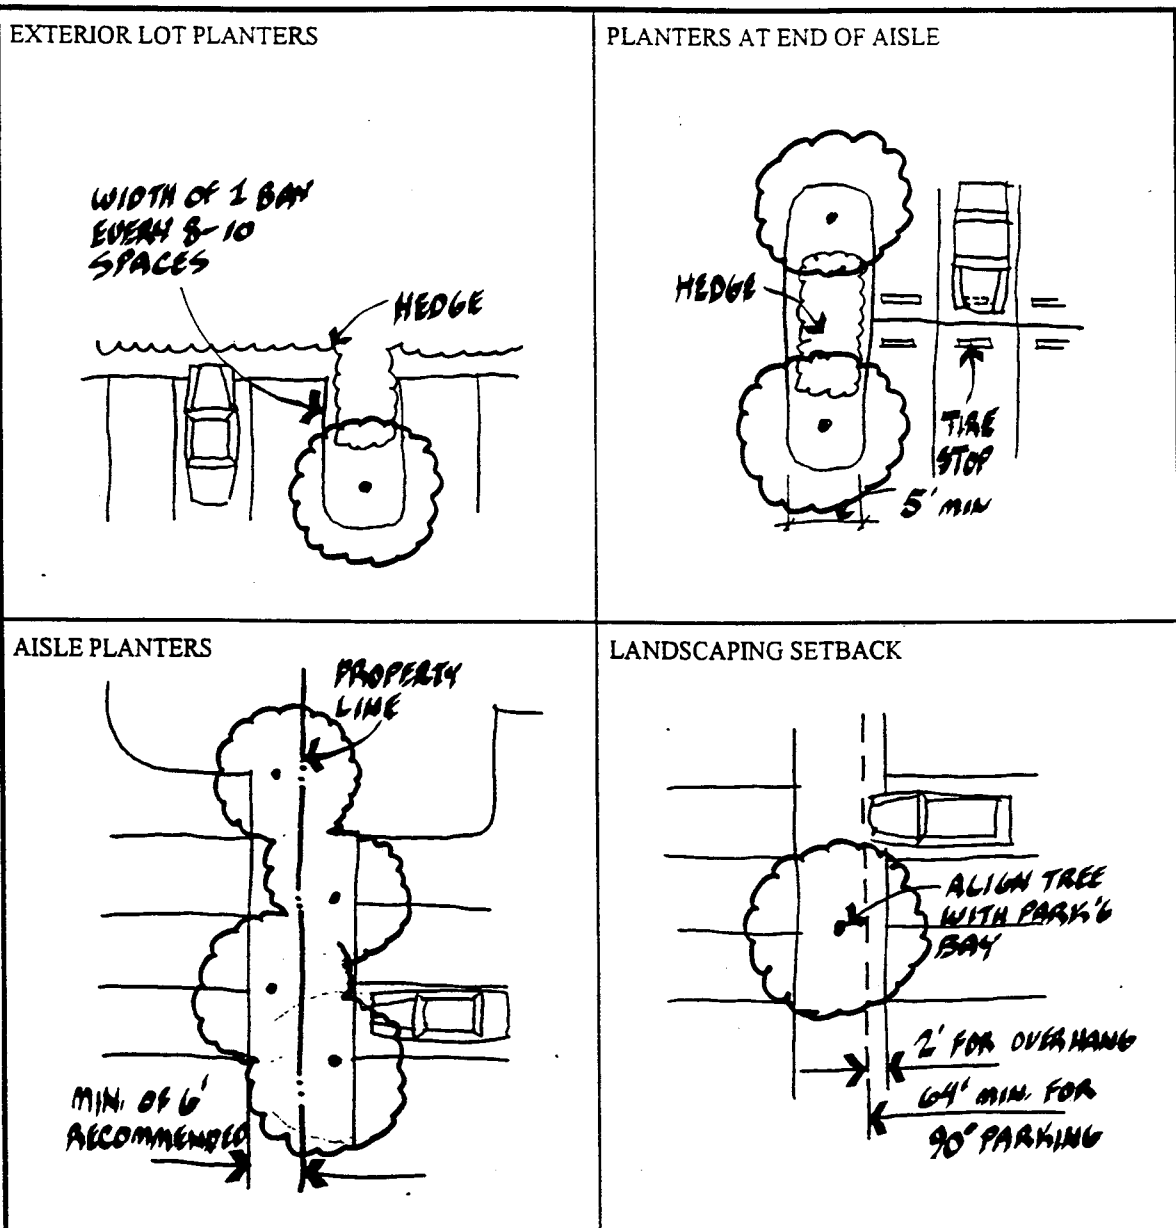 EXTERIOR LOT PLANTERS
WIDTH OF 1 BAY
EVERY 8-10
SPACES
HEDGE
PLANTERS AT END OF AISLE
HEDGE
TIRE
STOP
5' MIN
AISLE PLANTERS
PROPERTY
LINE
MIN. OF 6'
RECOMMENDED
LANDSCAPING SETBACK
ALIGN TREE
WITH PARK'G
BAY
2' FOR OVERHANG
64' MIN. FOR
90° PARKING